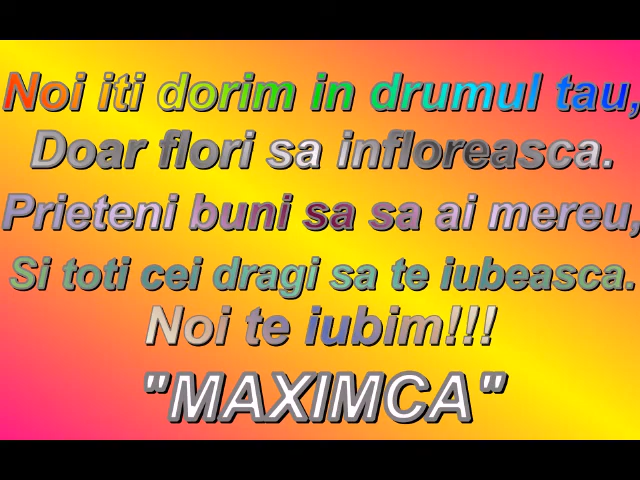 Noi iti dorim in drumul tau,
Doar flori sa infloreasca.
Prieteni buni sa sa ai mereu,
Si toti cei dragi sa te iubeasca.
Noi te iubim!!!
"MAXIMCA"